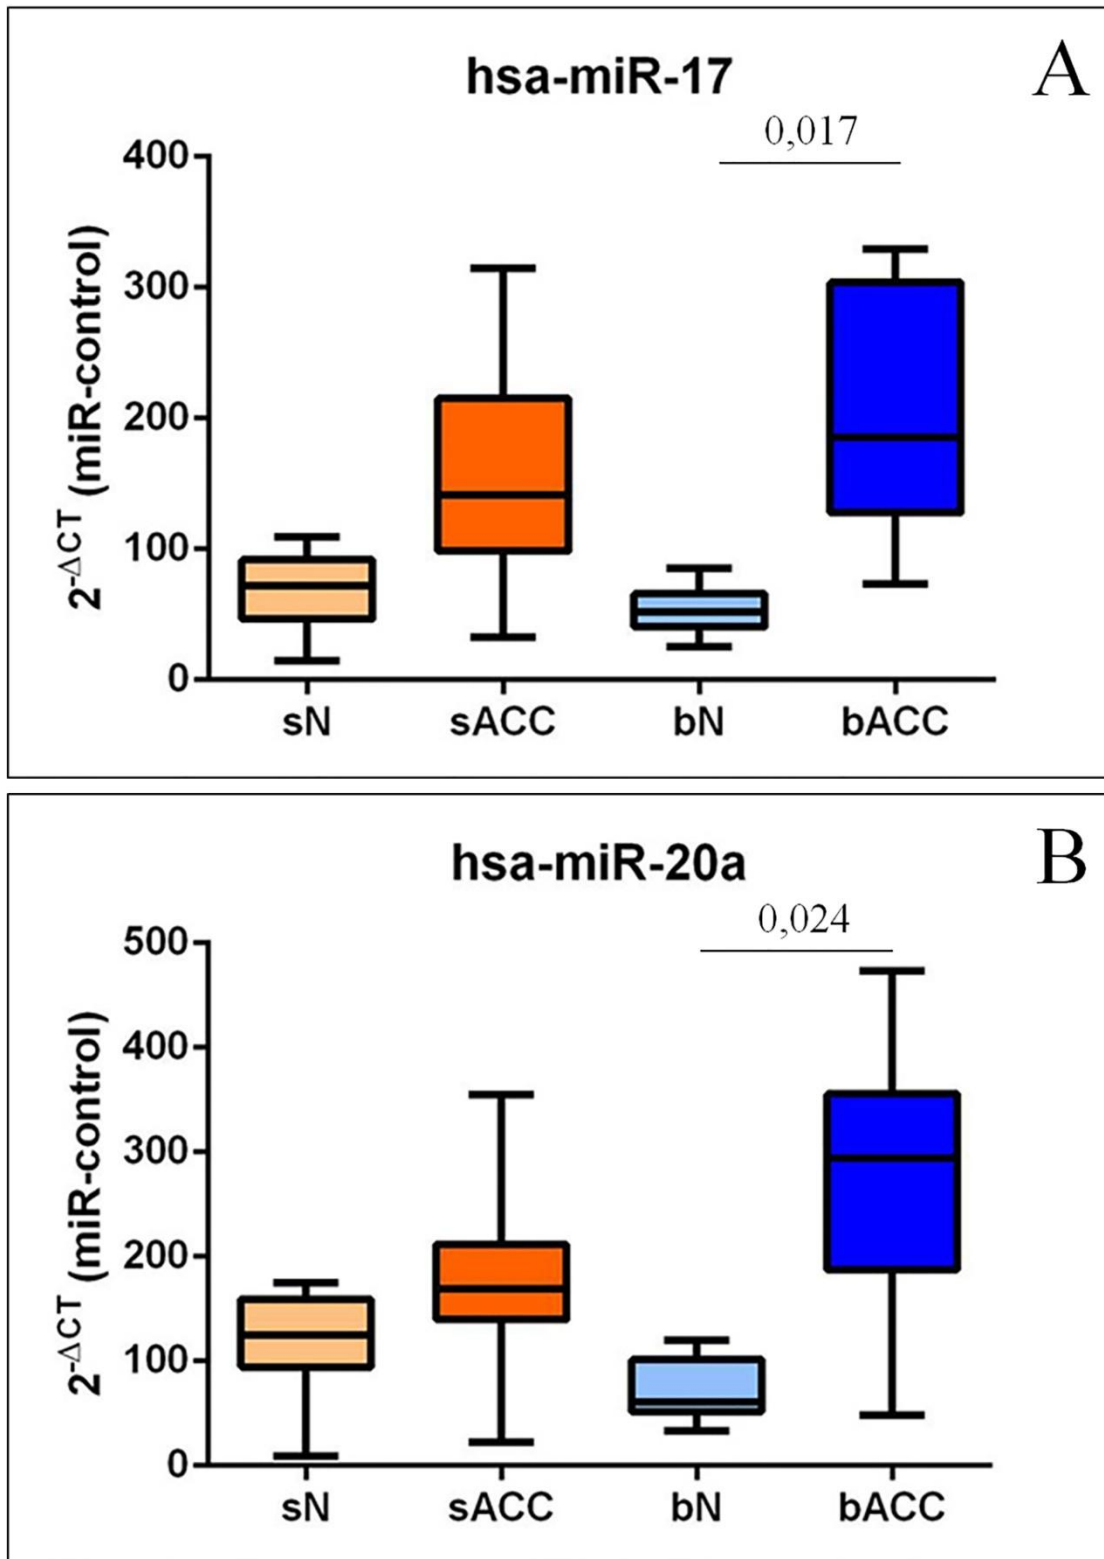 A
hsa-miR-17
0,017
400
300
200
100
0
2-ΔCT (miR-control)
sN sACC bN bACC
B
hsa-miR-20a
0,024
500
400
300
200
100
0
2-ΔCT (miR-control)
sN sACC bN bACC